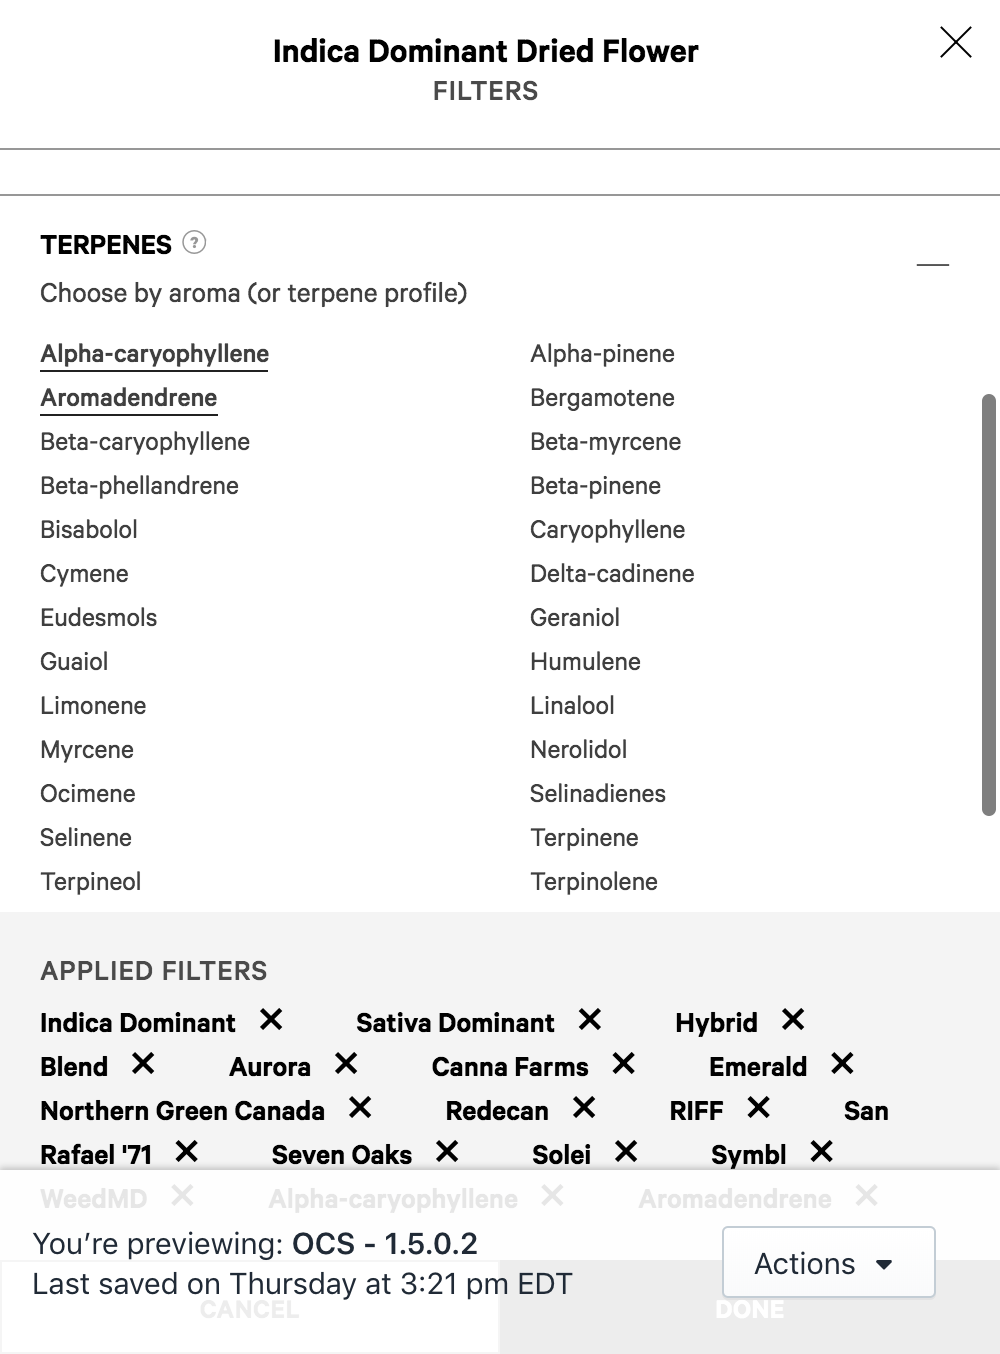 Indica Dominant Dried Flower
FILTERS
TERPENES ?
Choose by aroma (or terpene profile)
Alpha-caryophyllene Alpha-pinene
Aromadendrene Bergamotene
Beta-caryophyllene Beta-myrcene
Beta-phellandrene Beta-pinene
Bisabolol Caryophyllene
Cymene Delta-cadinene
Eudesmols Geraniol
Guaiol Humulene
Limonene Linalool
Myrcene Nerolidol
Ocimene Selinadienes
Selinene Terpinene
Terpineol Terpinolene
APPLIED FILTERS
Indica Dominant Sativa Dominant Hybrid
Blend Aurora Canna Farms Emerald
Northern Green Canada Redecan RIFF San
Rafael '71 Seven Oaks Solei Symbl
WeedMD Alpha-caryophyllene Aromadendrene
You’re previewing: OCS - 1.5.0.2
Actions
Last saved on Thursday at 3:21 pm EDT
CANCEL DONE